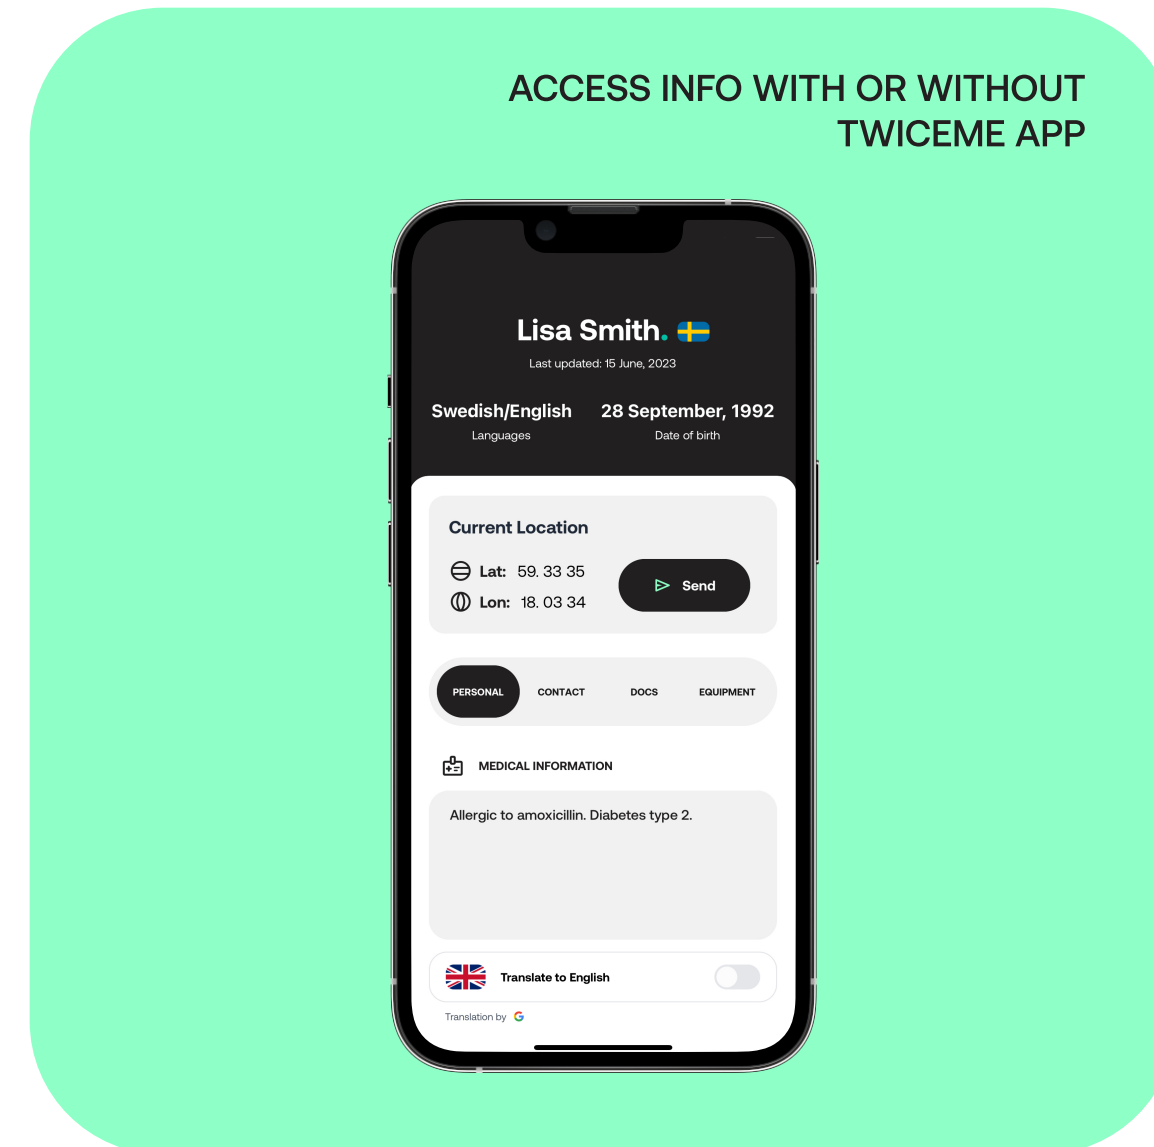 ACCESS INFO WITH OR WITHOUT
TWICEME APP
Lisa Smith.
Last updated: 15 June, 2023
Swedish/English 28 September, 1992
Languages Date of birth
Current Location
Lat: 59. 33 35
Send
Lon: 18. 03 34
PERSONAL CONTACT DOCS EQUIPMENT
MEDICAL INFORMATION
Allergic to amoxicillin. Diabetes type 2.
Translate to English
Translation by G